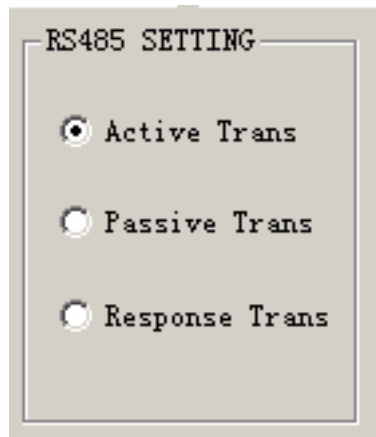 RS485 SETTING
Active Trans
Passive Trans
Response Trans